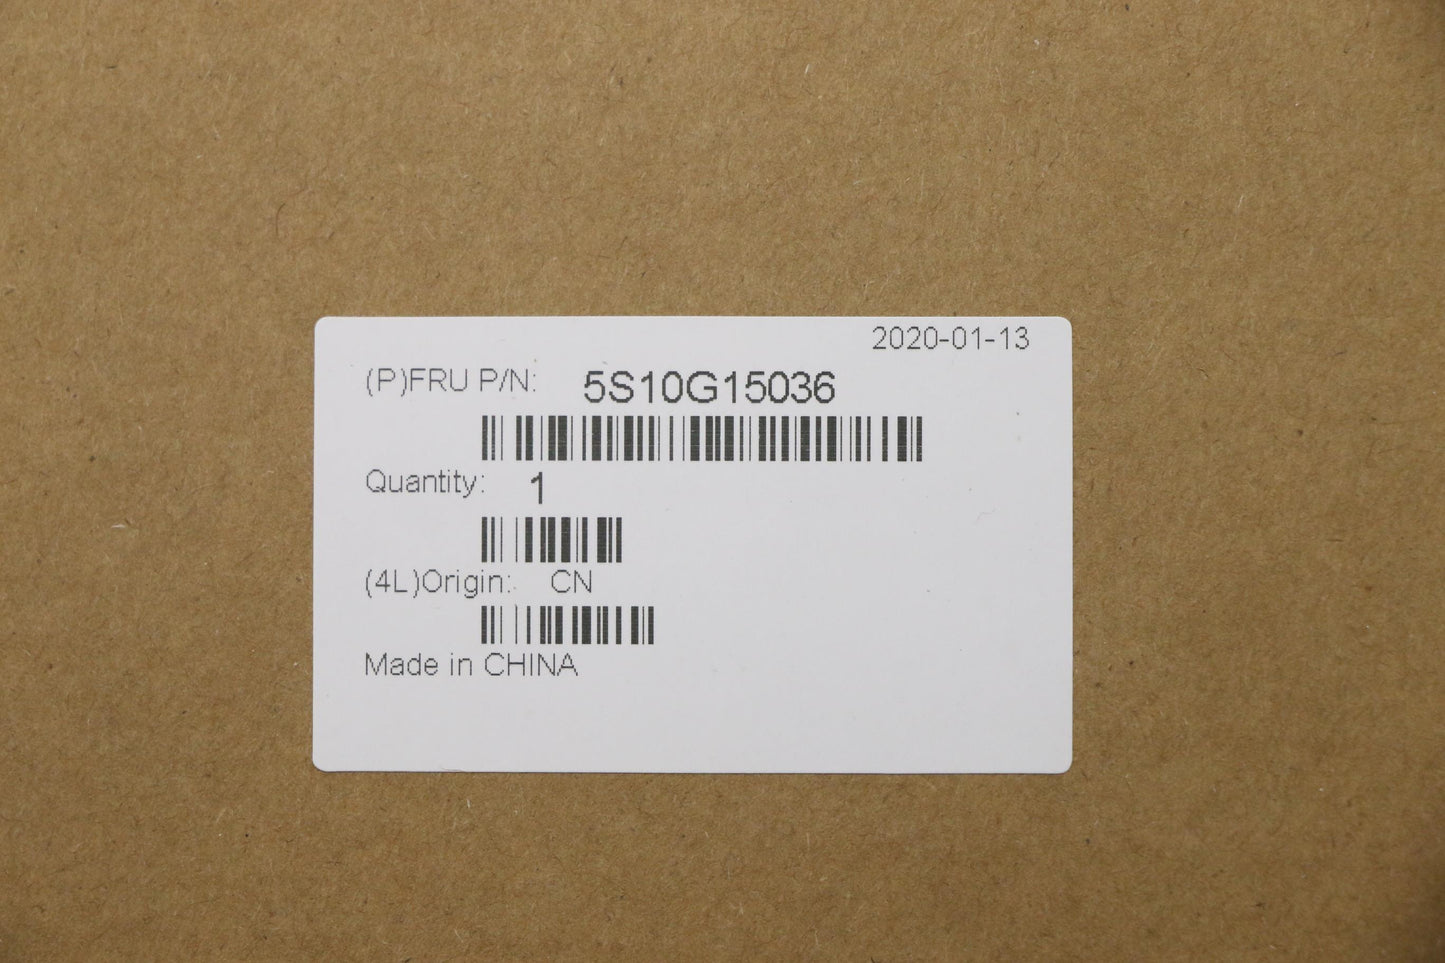 2020-01-13
(P)FRU P/N: 5S10G15036
Quantity: 1
(4L)Origin: CN
Made in CHINA